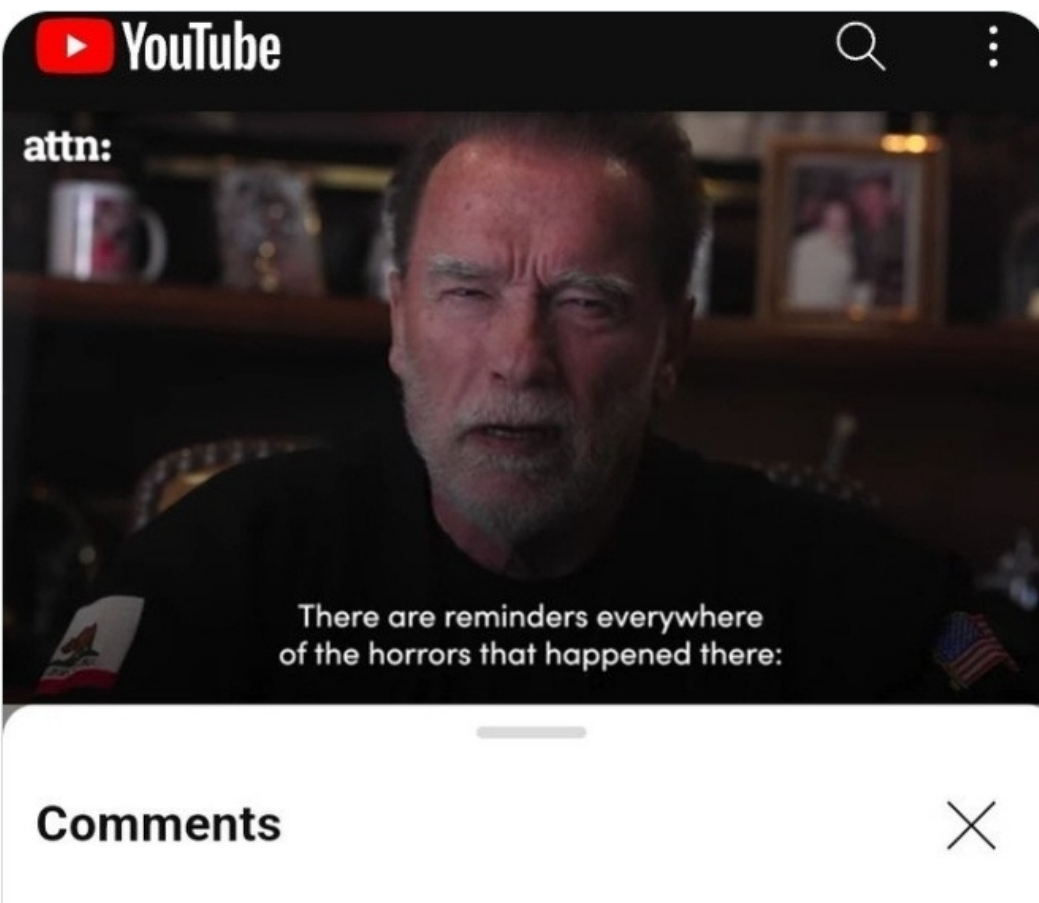 YouTube
attn:
There are reminders everywhere
of the horrors that happened there:
Comments